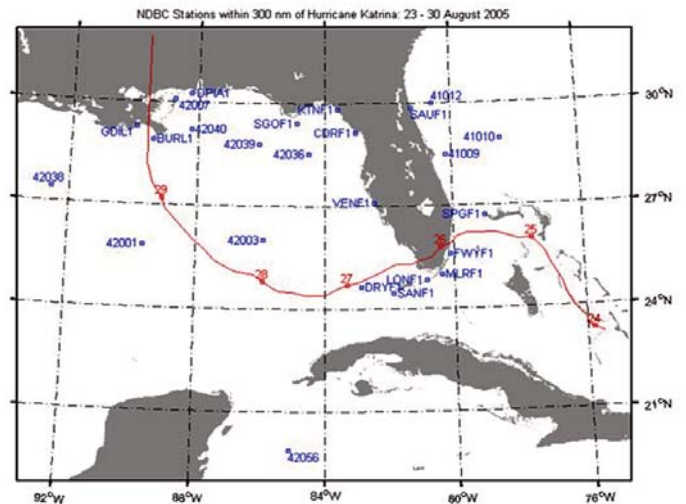 NDBC Stations within 300 nm of Hurricane Katrina: 23 - 30 August 2005
30°N
27°N
24°N
21°N
92°W
88°W
84°W
80°W
76°W
DPIA1
42007
GDIL1
BURL1
42040
42039
42036
SGOF1
KTNF1
CDRF1
41012
SAUF1
41010
41009
42038
42001
42003
VENF1
SPGF1
FWYF1
MLRF1
LONF1
DRYF1
SANF1
42056
29
28
27
26
25
24